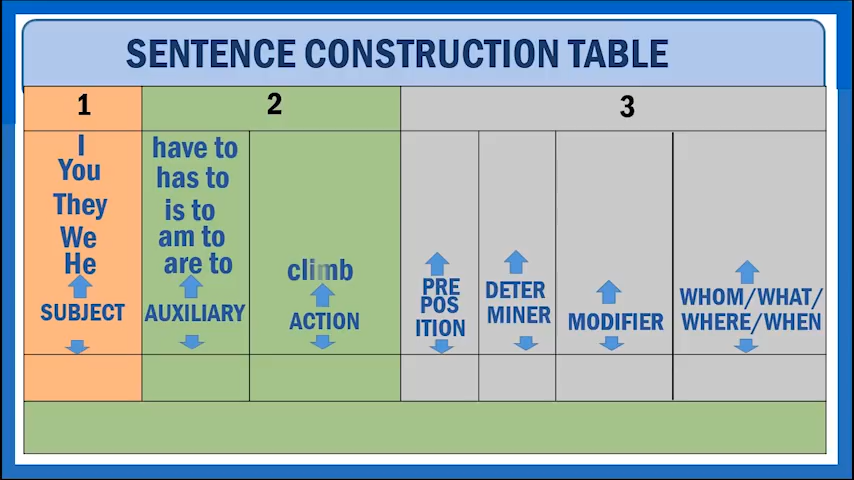 SENTENCE CONSTRUCTION TABLE
1
2
3
I
You
They
We
He
SUBJECT
have to
has to
is to
am to
are to
AUXILIARY
climb
ACTION
PRE
POS
ITION
DETER
MINER
MODIFIER
WHOM/WHAT/
WHERE/WHEN